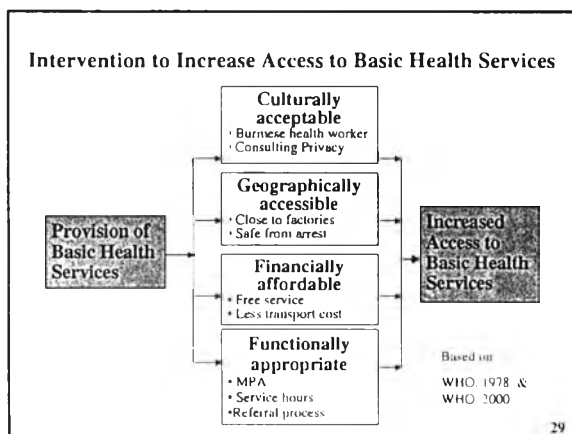 Intervention to Increase Access to Basic Health Services
Culturally
acceptable
• Burmese health worker
• Consulting Privacy
Geographically
accessible
• Close to factories
• Safe from arrest
Provision of
Basic Health
Services
Financially
affordable
• Free service
• Less transport cost
Functionally
appropriate
• MPA
• Service hours
• Referral process
Increased
Access to
Basic Health
Services
Based on
WHO, 1978 &
WHO, 2000
29